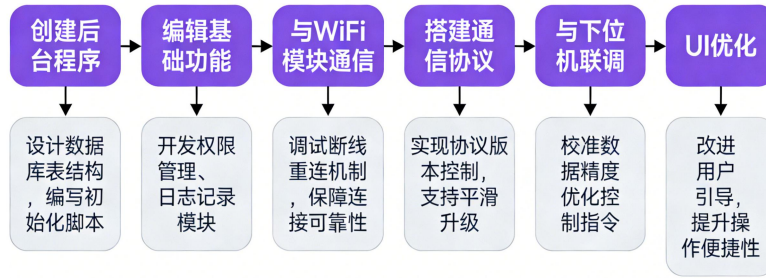 创建后
台程序
编辑基
础功能
与WiFi
模块通信
搭建通
信协议
与下位
机联调
UI优化
设计数据
库表结构
，编写初
始化脚本
开发权限
管理、
日志记录
模块
调试断线
重连机制
，保障连
接可靠性
实现协议版
本控制，
支持平滑
升级
校准数
据精度
优化控
制指令
改进
用户
引导，
提升操
作便捷性